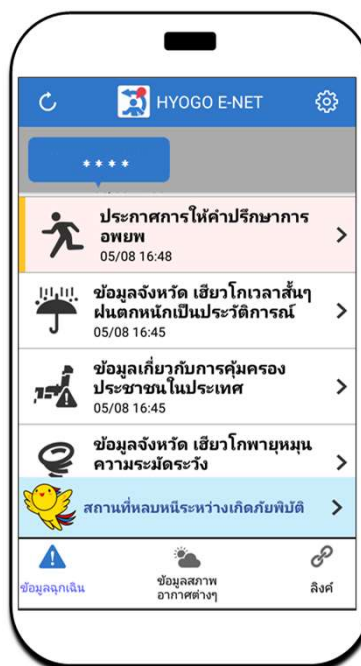 HYOGO E-NET
****
ประกาศการให้คำปรึกษาการ
อพยพ
05/08 16:48
ข้อมูลจังหวัด เฮียวโกเวลาสั้นๆ
ฝนตกหนักเป็นประวัติการณ์
05/08 16:45
ข้อมูลเกี่ยวกับการคุ้มครอง
ประชาชนในประเทศ
05/08 16:45
ข้อมูลจังหวัด เฮียวโกพายุหมุน
ความระมัดระวัง
สถานที่หลบหนีระหว่างเกิดภัยพิบัติ
ข้อมูลฉุกเฉิน
ข้อมูลสภาพ
อากาศต่างๆ
ลิงค์